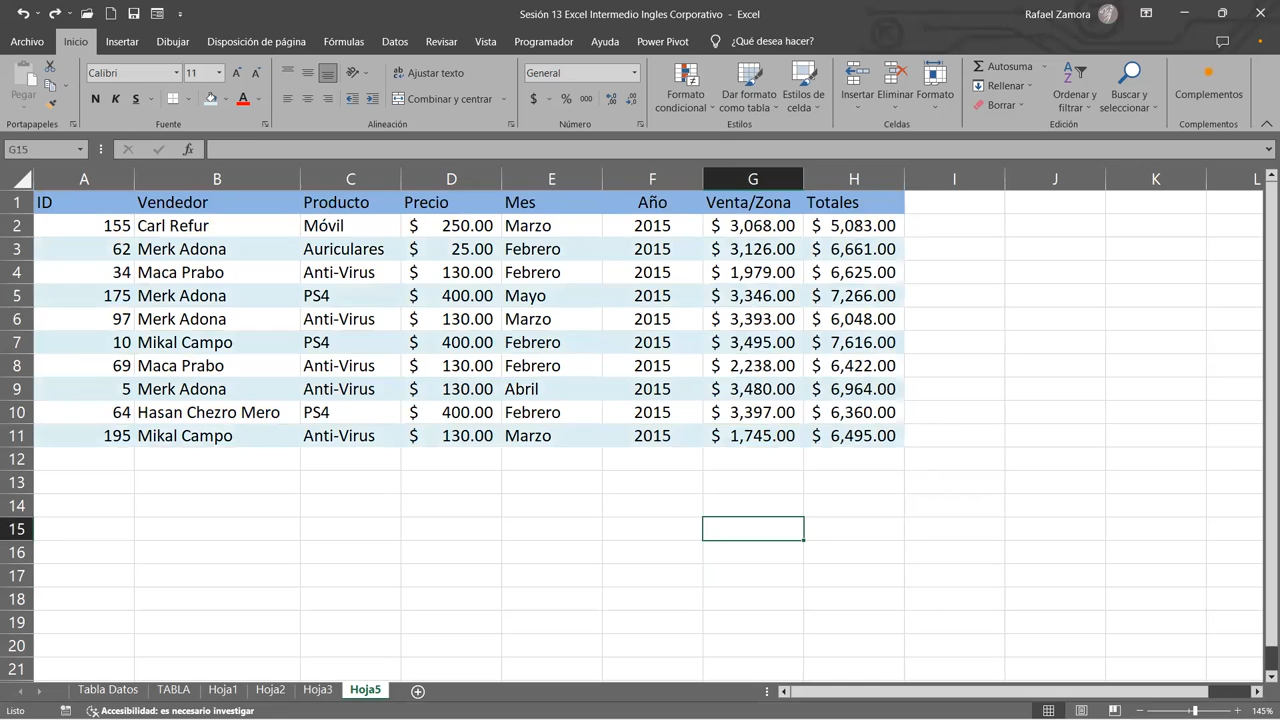 Sesión 13 Excel Intermedio Ingles Corporativo - Excel
Rafael Zamora
Archivo Inicio Insertar Dibujar Disposición de página Fórmulas Datos Revisar Vista Programador Ayuda Power Pivot ¿Qué desea hacer?
Pegar
Portapapeles
Calibri 11
N K S
Fuente
Ajustar texto
Combinar y centrar
Alineación
General
$ % 000
Número
Formato condicional
Dar formato como tabla
Estilos de celda
Estilos
Insertar Eliminar Formato
Celdas
Autosuma
Rellenar
Borrar
Ordenar y filtrar
Buscar y seleccionar
Edición
Complementos
Complementos
G15 fx
A B C D E F G H I J K L
1 ID Vendedor Producto Precio Mes Año Venta/Zona Totales
2 155 Carl Refur Móvil $ 250.00 Marzo 2015 $ 3,068.00 $ 5,083.00
3 62 Merk Adona Auriculares $ 25.00 Febrero 2015 $ 3,126.00 $ 6,661.00
4 34 Maca Prabo Anti-Virus $ 130.00 Febrero 2015 $ 1,979.00 $ 6,625.00
5 175 Merk Adona PS4 $ 400.00 Mayo 2015 $ 3,346.00 $ 7,266.00
6 97 Merk Adona Anti-Virus $ 130.00 Marzo 2015 $ 3,393.00 $ 6,048.00
7 10 Mikal Campo PS4 $ 400.00 Febrero 2015 $ 3,495.00 $ 7,616.00
8 69 Maca Prabo Anti-Virus $ 130.00 Febrero 2015 $ 2,238.00 $ 6,422.00
9 5 Merk Adona Anti-Virus $ 130.00 Abril 2015 $ 3,480.00 $ 6,964.00
10 64 Hasan Chezro Mero PS4 $ 400.00 Febrero 2015 $ 3,397.00 $ 6,360.00
11 195 Mikal Campo Anti-Virus $ 130.00 Marzo 2015 $ 1,745.00 $ 6,495.00
12
13
14
15
16
17
18
19
20
21
Tabla Datos TABLA Hoja1 Hoja2 Hoja3 Hoja5
Listo Accesibilidad: es necesario investigar 145%